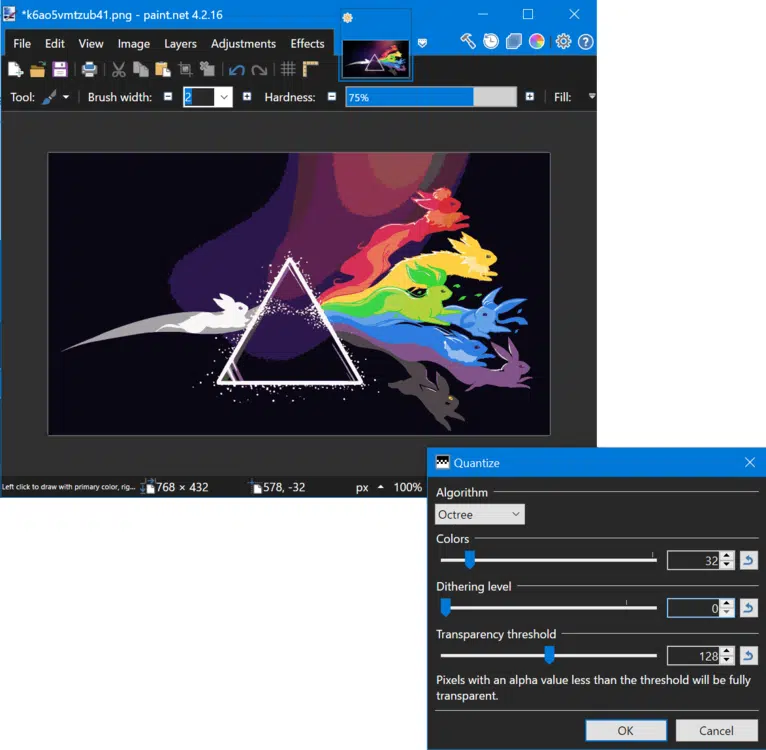 *k6ao5vmtzub41.png - paint.net 4.2.16
File Edit View Image Layers Adjustments Effects
Tool: Brush width: 2 Hardness: 75% Fill:
Left click to draw with primary color, rig... 768 × 432 578, -32 px 100%
Quantize
Algorithm
Octree
Colors
32
Dithering level
0
Transparency threshold
128
Pixels with an alpha value less than the threshold will be fully
transparent.
OK Cancel